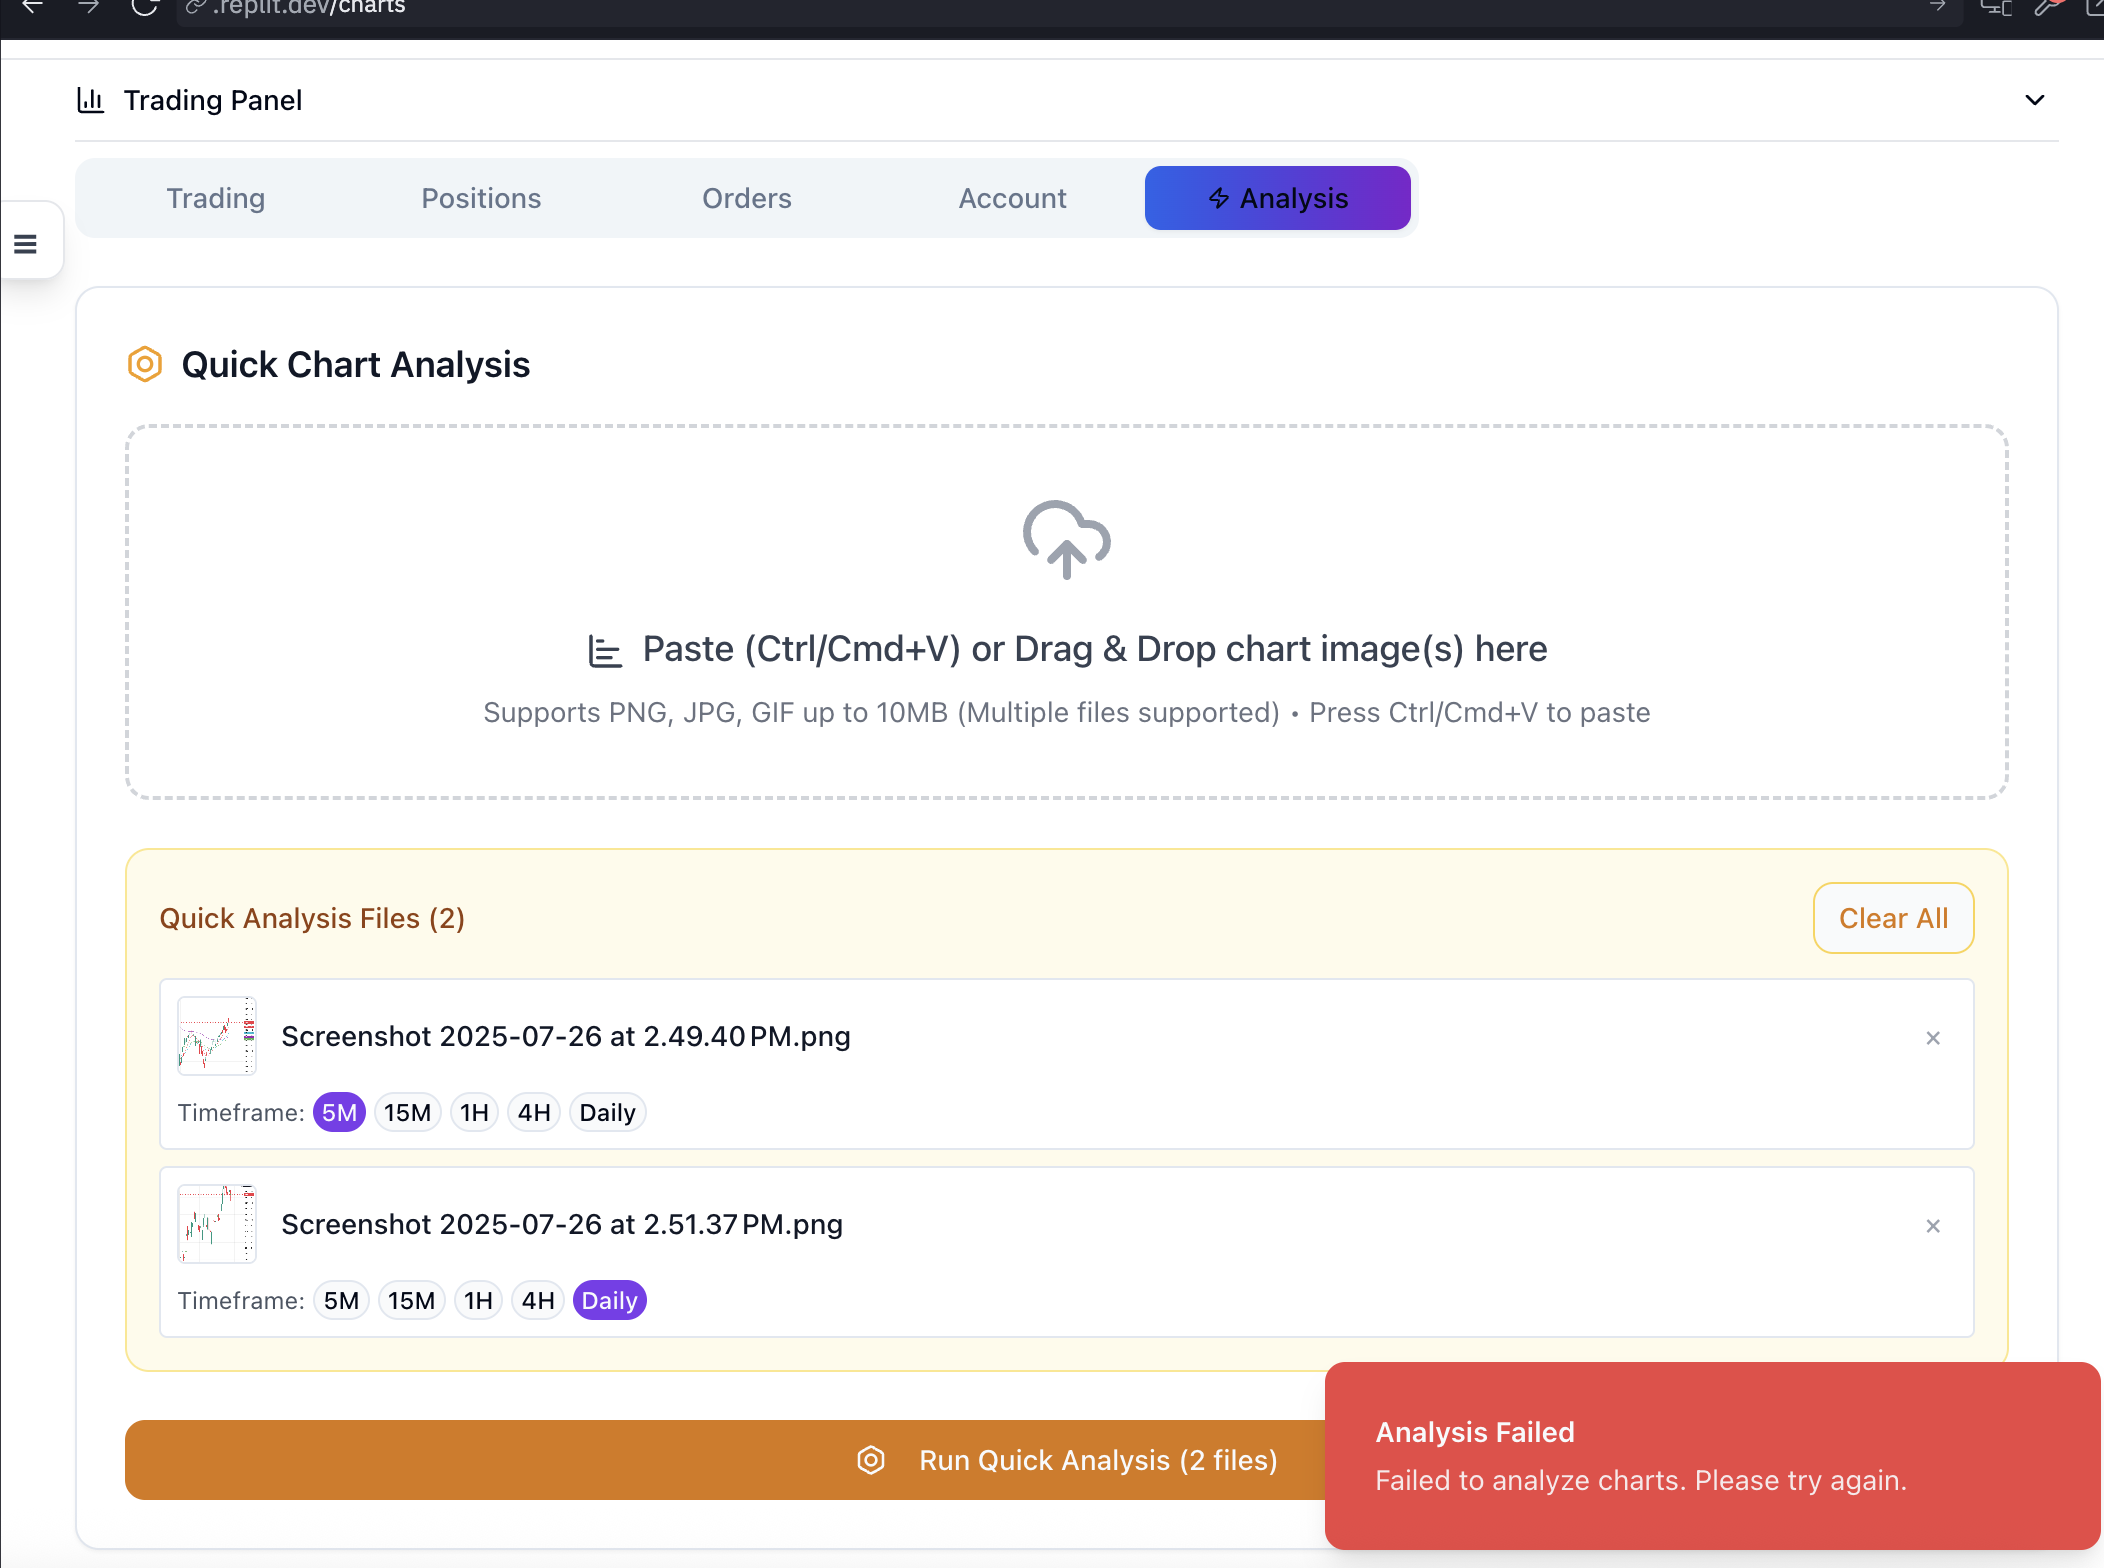 .replit.dev/charts
Trading Panel
Trading Positions Orders Account Analysis
Quick Chart Analysis
Paste (Ctrl/Cmd+V) or Drag & Drop chart image(s) here
Supports PNG, JPG, GIF up to 10MB (Multiple files supported) • Press Ctrl/Cmd+V to paste
Quick Analysis Files (2)
Clear All
Screenshot 2025-07-26 at 2.49.40 PM.png
Timeframe: 5M 15M 1H 4H Daily
Screenshot 2025-07-26 at 2.51.37 PM.png
Timeframe: 5M 15M 1H 4H Daily
Run Quick Analysis (2 files)
Analysis Failed
Failed to analyze charts. Please try again.